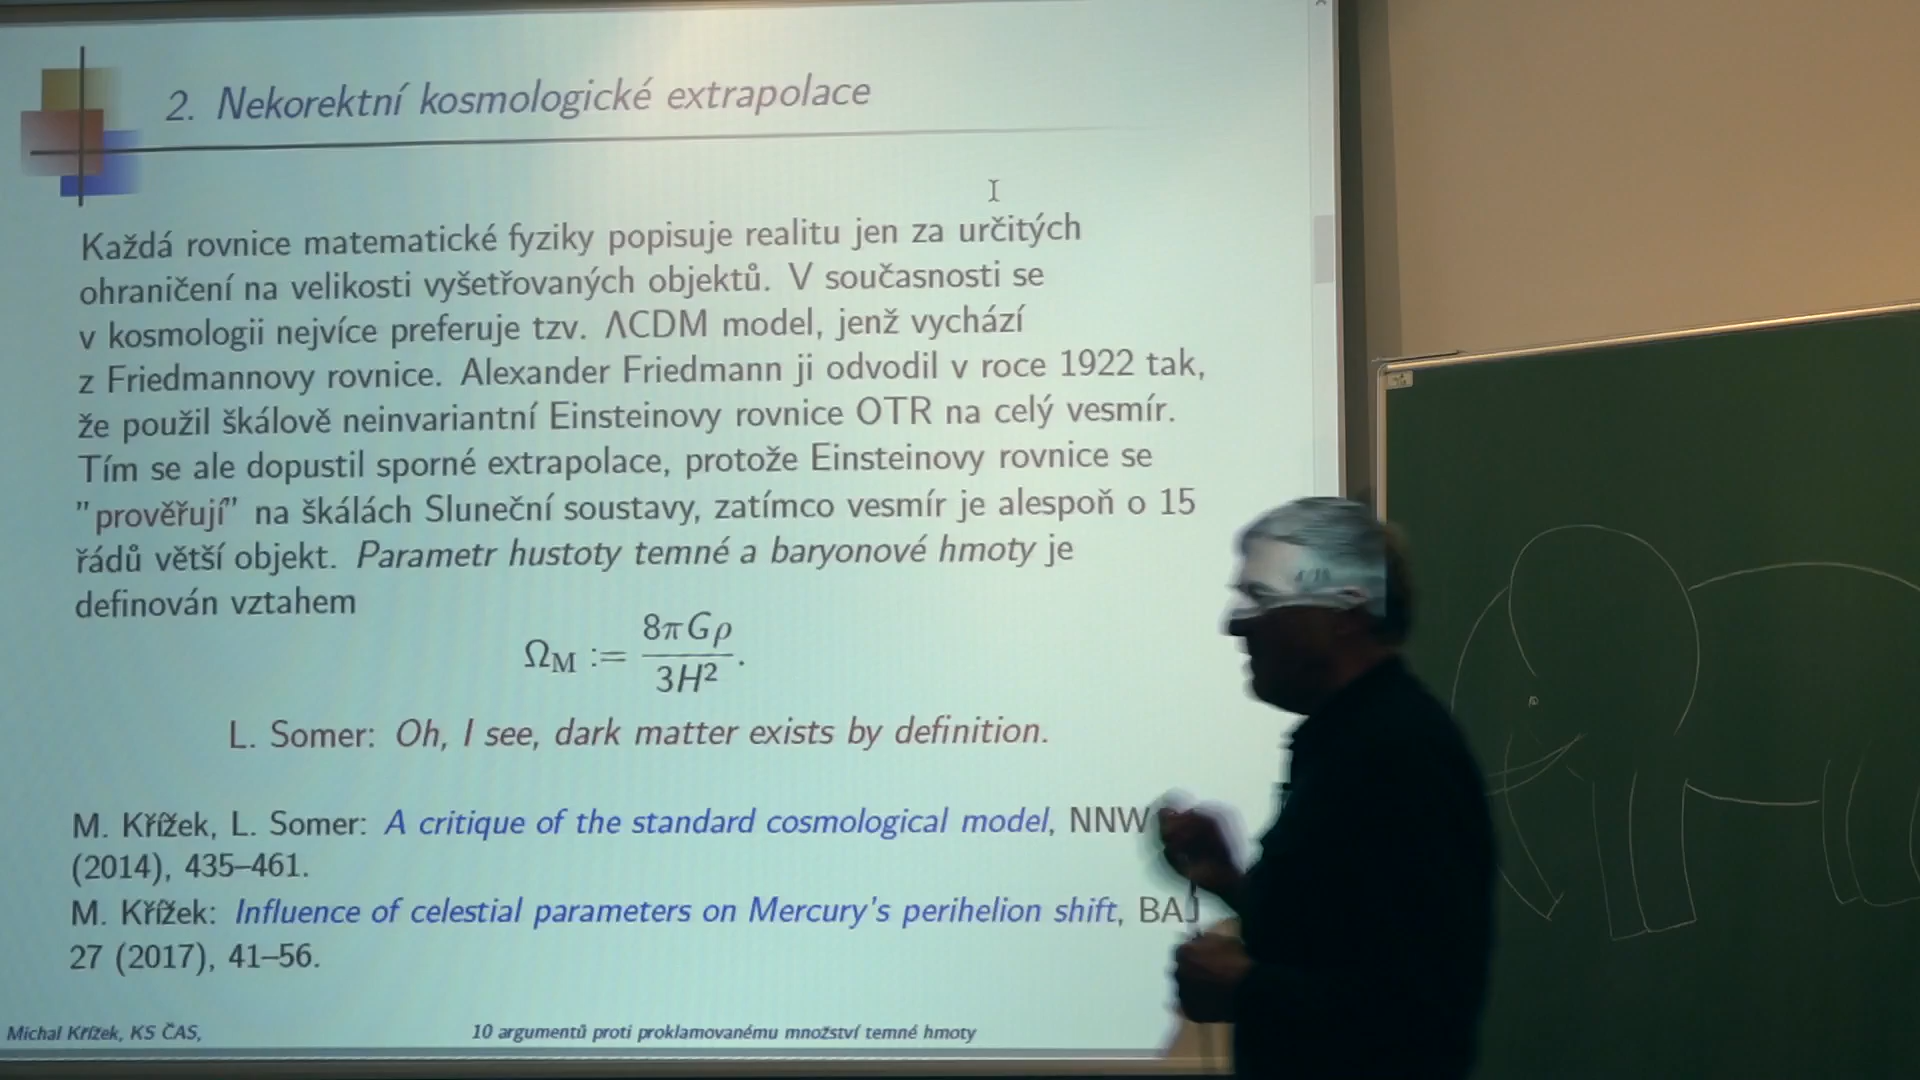 2. Nekorektní kosmologické extrapolace
Každá rovnice matematické fyziky popisuje realitu jen za určitých
ohraničení na velikosti vyšetřovaných objektů. V současnosti se
v kosmologii nejvíce preferuje tzv. ΛCDM model, jenž vychází
z Friedmannovy rovnice. Alexander Friedmann ji odvodil v roce 1922 tak,
že použil škálově neinvariantní Einsteinovy rovnice OTR na celý vesmír.
Tím se ale dopustil sporné extrapolace, protože Einsteinovy rovnice se
"prověřují" na škálách Sluneční soustavy, zatímco vesmír je alespoň o 15
řádů větší objekt. Parametr hustoty temné a baryonové hmoty je
definován vztahem
Ω_M := 8πGρ / 3H².
L. Somer: Oh, I see, dark matter exists by definition.
M. Křížek, L. Somer: A critique of the standard cosmological model, NNW
(2014), 435–461.
M. Křížek: Influence of celestial parameters on Mercury's perihelion shift, BAJ
27 (2017), 41–56.
Michal Křížek, KS ČAS, 10 argumentů proti proklamovanému množství temné hmoty